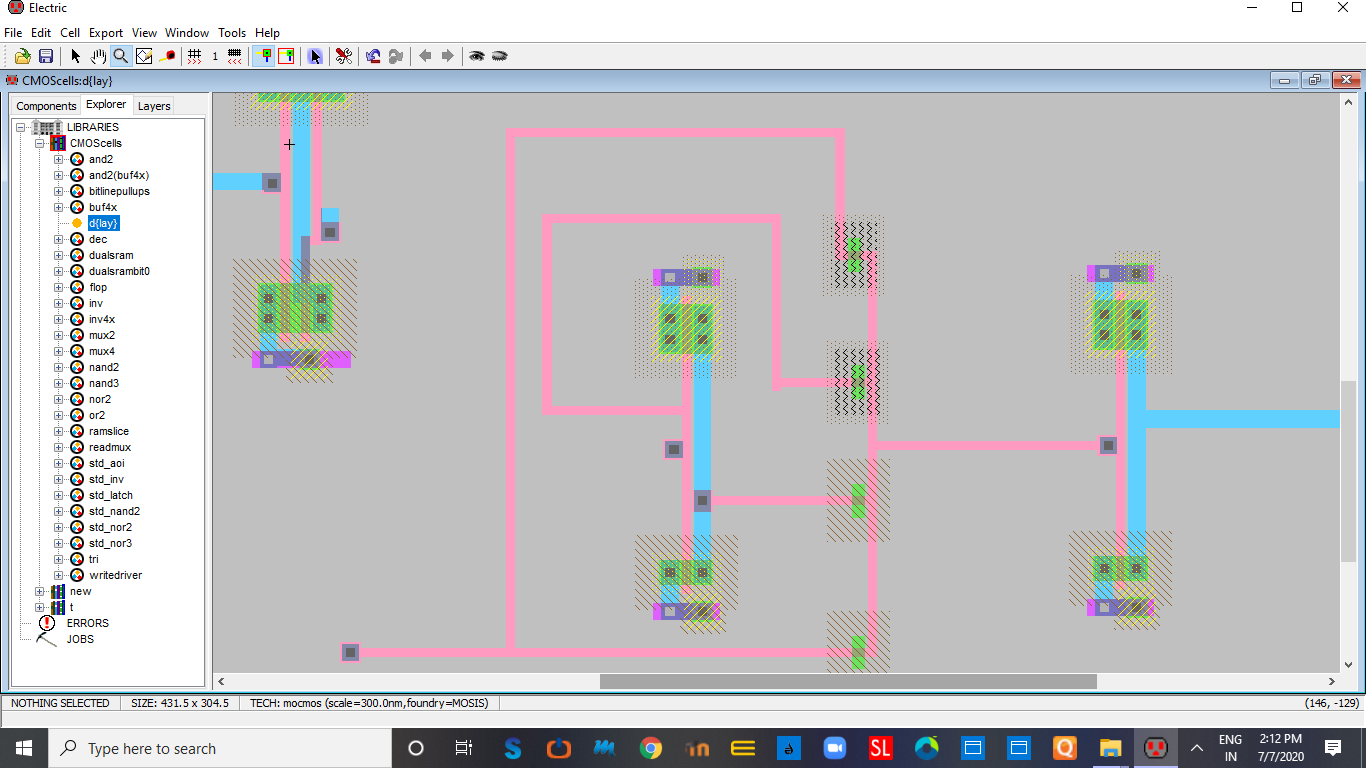 Electric
File Edit Cell Export View Window Tools Help
1
CMOScells:d{lay}
Components Explorer Layers
LIBRARIES
CMOScells
and2
and2(buf4x)
bitlinepullups
buf4x
d{lay}
dec
dualsram
dualsrambit0
flop
inv
inv4x
mux2
mux4
nand2
nand3
nor2
or2
ramslice
readmux
std_aoi
std_inv
std_latch
std_nand2
std_nor2
std_nor3
tri
writedriver
new
t
ERRORS
JOBS
NOTHING SELECTED SIZE: 431.5 x 304.5 TECH: mocmos (scale=300.0nm,foundry=MOSIS) (146, -129)
Type here to search
S
in
SL
Q
ENG
IN
2:12 PM
7/7/2020